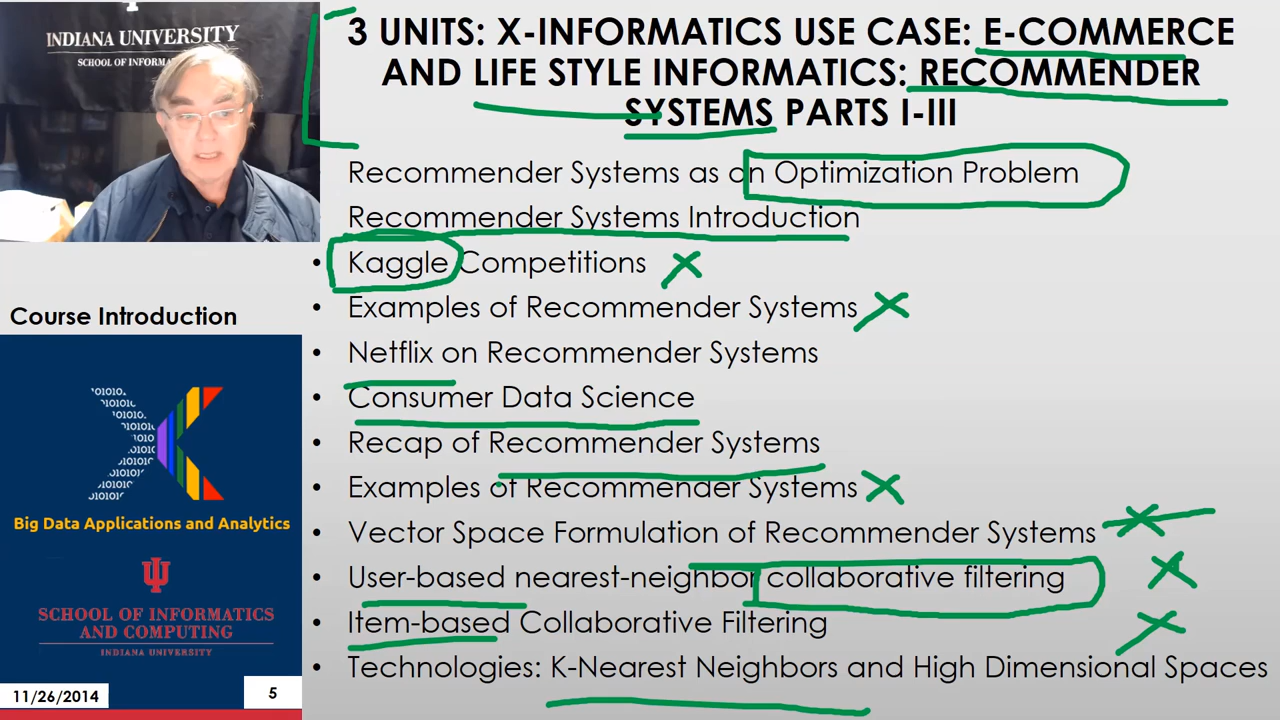 INDIANA UNIVERSITY
SCHOOL OF INFORMA
3 UNITS: X-INFORMATICS USE CASE: E-COMMERCE
AND LIFE STYLE INFORMATICS: RECOMMENDER
SYSTEMS PARTS I-III
Recommender Systems as an Optimization Problem
Recommender Systems Introduction
• Kaggle Competitions
• Examples of Recommender Systems
• Netflix on Recommender Systems
• Consumer Data Science
• Recap of Recommender Systems
• Examples of Recommender Systems
• Vector Space Formulation of Recommender Systems
• User-based nearest-neighbor collaborative filtering
• Item-based Collaborative Filtering
• Technologies: K-Nearest Neighbors and High Dimensional Spaces
Course Introduction
Big Data Applications and Analytics
SCHOOL OF INFORMATICS
AND COMPUTING
INDIANA UNIVERSITY
11/26/2014
5